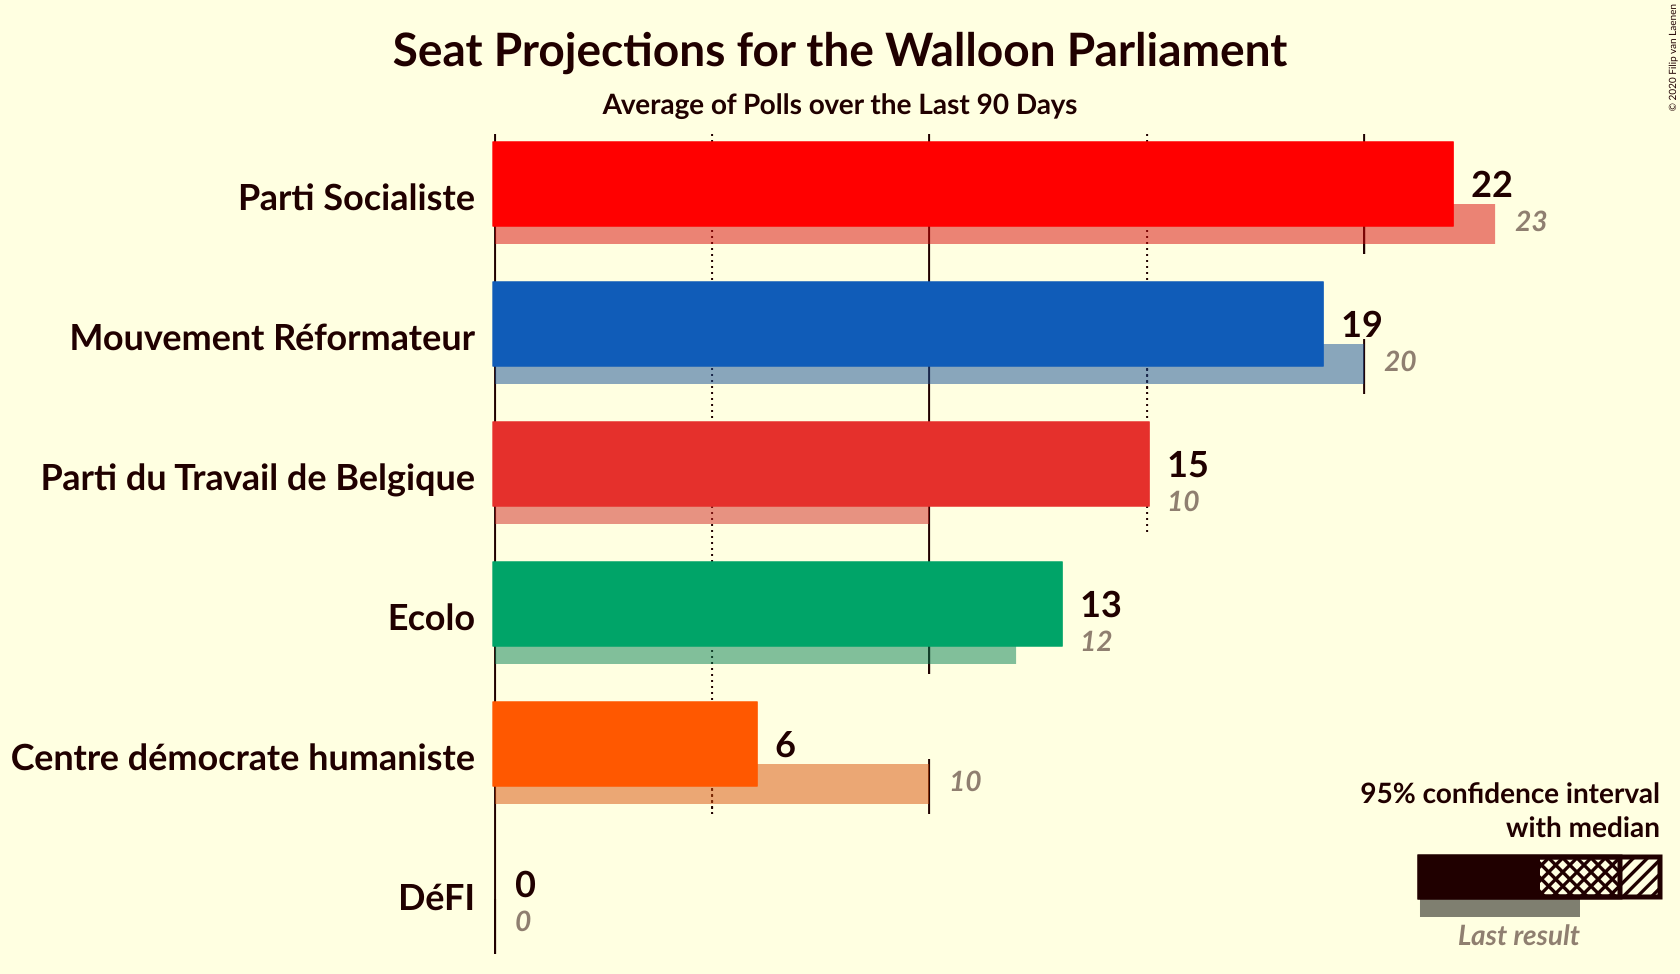 Seat Projections for the Walloon Parliament
Average of Polls over the Last 90 Days
© 2020 Filip van Laenen
Parti Socialiste
22
23
Mouvement Réformateur
19
20
Parti du Travail de Belgique
15
10
Ecolo
13
12
Centre démocrate humaniste
6
10
DéFI
0
0
95% confidence interval
with median
Last result